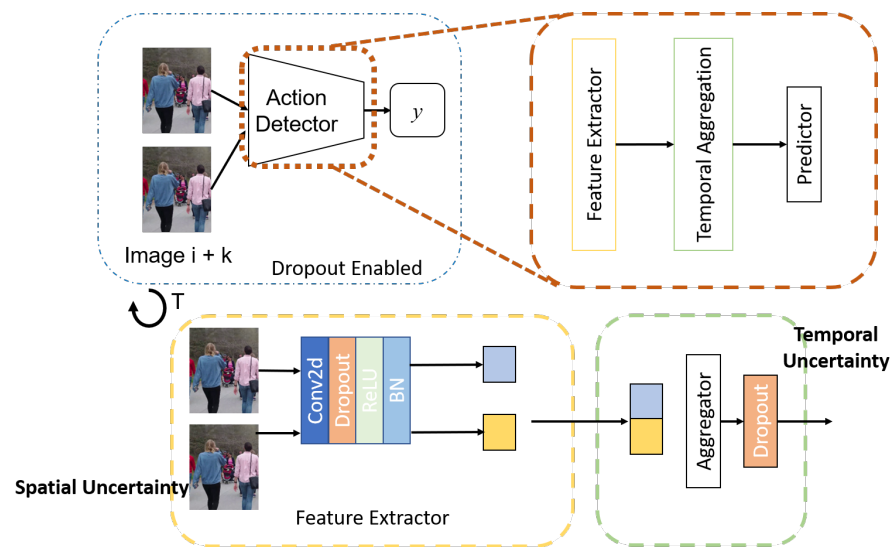 Action
Detector
y
Image i + k
Dropout Enabled
Feature Extractor
Temporal Aggregation
Predictor
T
Conv2d
Dropout
ReLU
BN
Spatial Uncertainty
Feature Extractor
Aggregator
Dropout
Temporal
Uncertainty